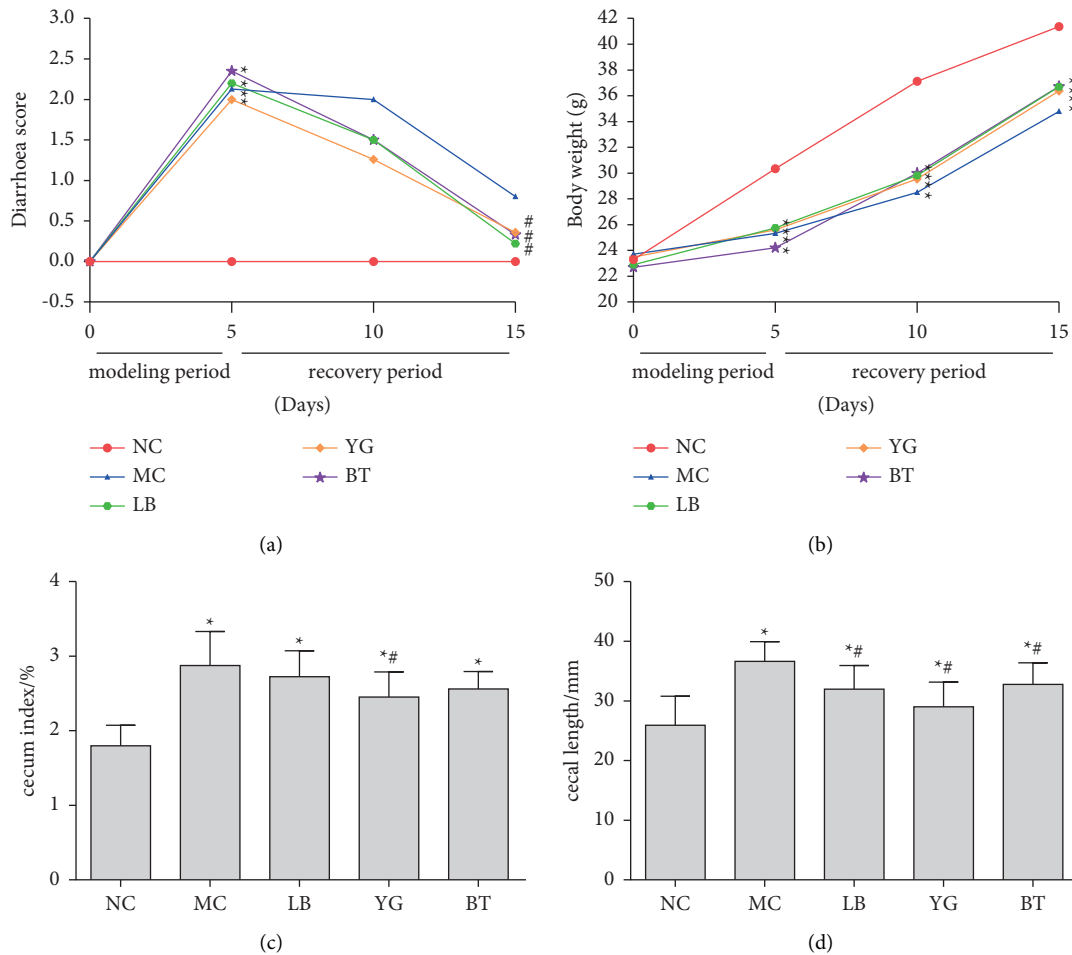 3.0
2.5
2.0
1.5
1.0
0.5
0.0
-0.5
Diarrhoea score
*
*
*
*
#
#
#
0 5 10 15
modeling period recovery period
(Days)
NC YG
MC BT
LB
(a)
42
40
38
36
34
32
30
28
26
24
22
20
Body weight (g)
*
*
*
*
*
*
*
*
*
*
*
*
0 5 10 15
modeling period recovery period
(Days)
NC YG
MC BT
LB
(b)
4
3
2
1
0
cecum index/%
* * *# *
NC MC LB YG BT
(c)
50
40
30
20
10
0
cecal length/mm
* *# *# *#
NC MC LB YG BT
(d)